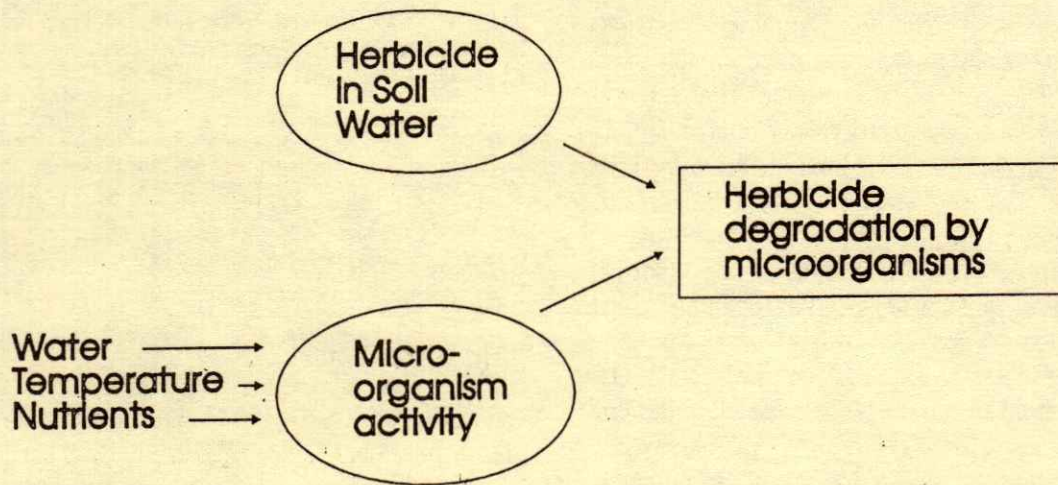 Herbicide
in Soil
Water
Herbicide
degradation by
microorganisms
Water
Temperature
Nutrients
Micro-
organism
activity